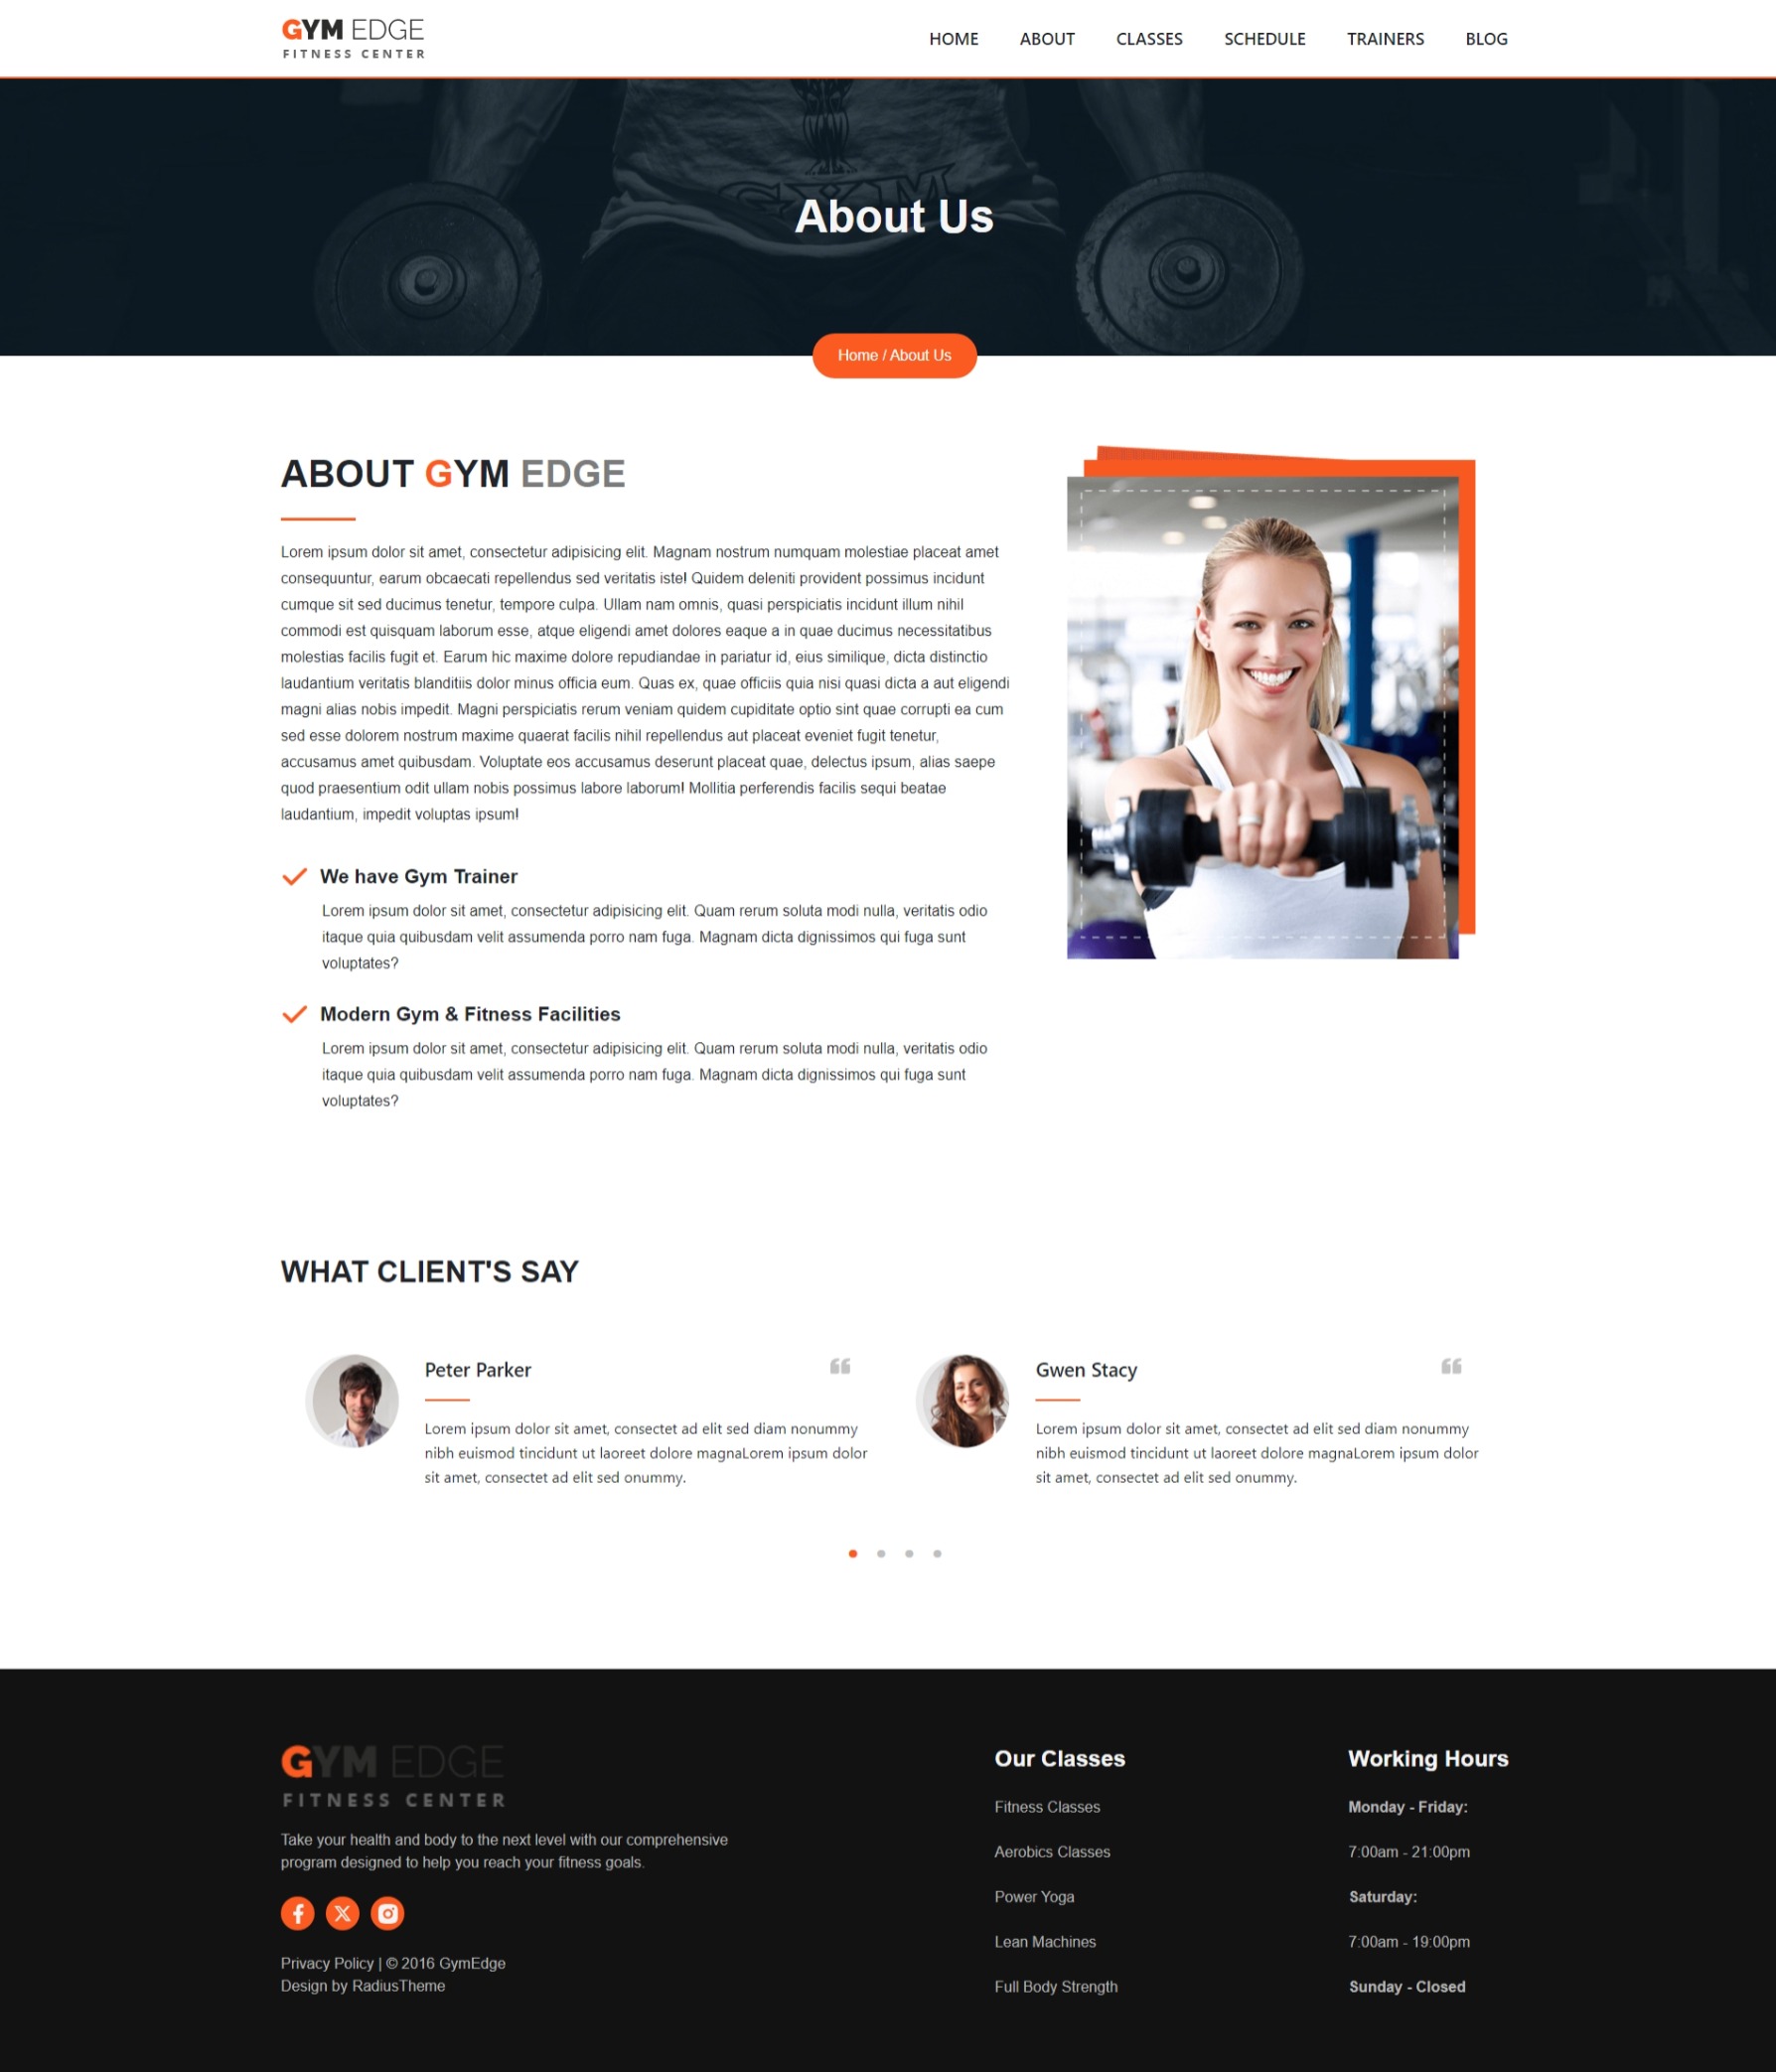 GYM EDGE
FITNESS CENTER
HOME ABOUT CLASSES SCHEDULE TRAINERS BLOG
GYM
About Us
Home / About Us
ABOUT GYM EDGE
Lorem ipsum dolor sit amet, consectetur adipisicing elit. Magnam nostrum numquam molestiae placeat amet
consequuntur, earum obcaecati repellendus sed veritatis iste! Quidem deleniti provident possimus incidunt
cumque sit sed ducimus tenetur, tempore culpa. Ullam nam omnis, quasi perspiciatis incidunt illum nihil
commodi est quisquam laborum esse, atque eligendi amet dolores eaque a in quae ducimus necessitatibus
molestias facilis fugit et. Earum hic maxime dolore repudiandae in pariatur id, eius similique, dicta distinctio
laudantium veritatis blanditiis dolor minus officia eum. Quas ex, quae officiis quia nisi quasi dicta a aut eligendi
magni alias nobis impedit. Magni perspiciatis rerum veniam quidem cupiditate optio sint quae corrupti ea cum
sed esse dolorem nostrum maxime quaerat facilis nihil repellendus aut placeat eveniet fugit tenetur,
accusamus amet quibusdam. Voluptate eos accusamus deserunt placeat quae, delectus ipsum, alias saepe
quod praesentium odit ullam nobis possimus labore laborum! Mollitia perferendis facilis sequi beatae
laudantium, impedit voluptas ipsum!
We have Gym Trainer
Lorem ipsum dolor sit amet, consectetur adipisicing elit. Quam rerum soluta modi nulla, veritatis odio
itaque quia quibusdam velit assumenda porro nam fuga. Magnam dicta dignissimos qui fuga sunt
voluptates?
Modern Gym & Fitness Facilities
Lorem ipsum dolor sit amet, consectetur adipisicing elit. Quam rerum soluta modi nulla, veritatis odio
itaque quia quibusdam velit assumenda porro nam fuga. Magnam dicta dignissimos qui fuga sunt
voluptates?
WHAT CLIENT'S SAY
Peter Parker
Lorem ipsum dolor sit amet, consectet ad elit sed diam nonummy
nibh euismod tincidunt ut laoreet dolore magnaLorem ipsum dolor
sit amet, consectet ad elit sed onummy.
Gwen Stacy
Lorem ipsum dolor sit amet, consectet ad elit sed diam nonummy
nibh euismod tincidunt ut laoreet dolore magnaLorem ipsum dolor
sit amet, consectet ad elit sed onummy.
GYM EDGE
FITNESS CENTER
Take your health and body to the next level with our comprehensive
program designed to help you reach your fitness goals.
Privacy Policy | © 2016 GymEdge
Design by RadiusTheme
Our Classes
Fitness Classes
Aerobics Classes
Power Yoga
Lean Machines
Full Body Strength
Working Hours
Monday - Friday:
7:00am - 21:00pm
Saturday:
7:00am - 19:00pm
Sunday - Closed